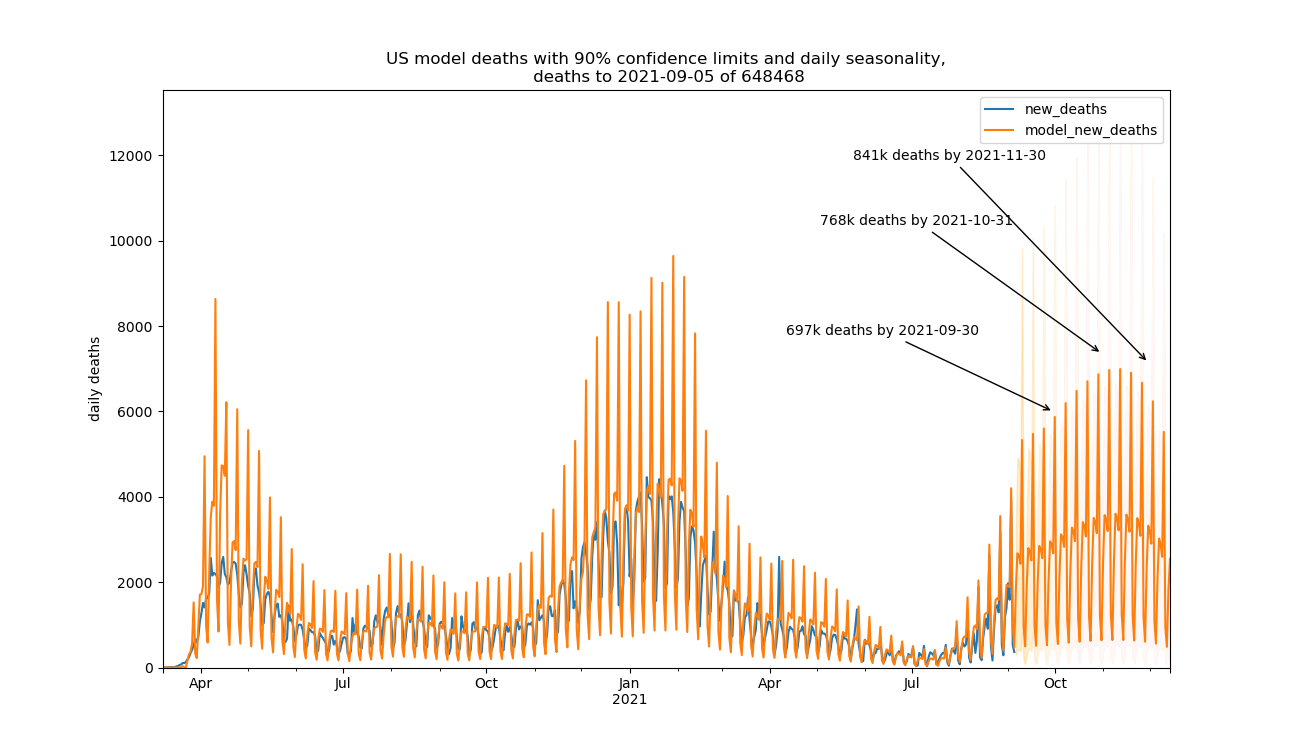 US model deaths with 90% confidence limits and daily seasonality,
deaths to 2021-09-05 of 648468
new_deaths
model_new_deaths
841k deaths by 2021-11-30
768k deaths by 2021-10-31
697k deaths by 2021-09-30
daily deaths
12000
10000
8000
6000
4000
2000
0
Apr
Jul
Oct
Jan
2021
Apr
Jul
Oct